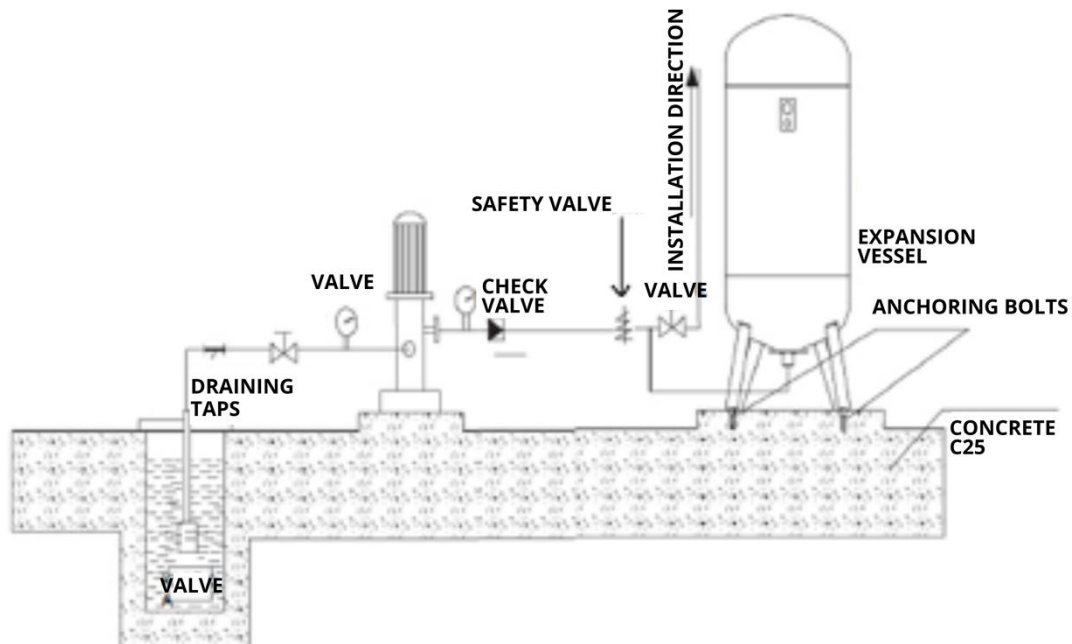 INSTALLATION DIRECTION
SAFETY VALVE
EXPANSION
VESSEL
VALVE
CHECK
VALVE
VALVE
ANCHORING BOLTS
DRAINING
TAPS
CONCRETE
C25
VALVE